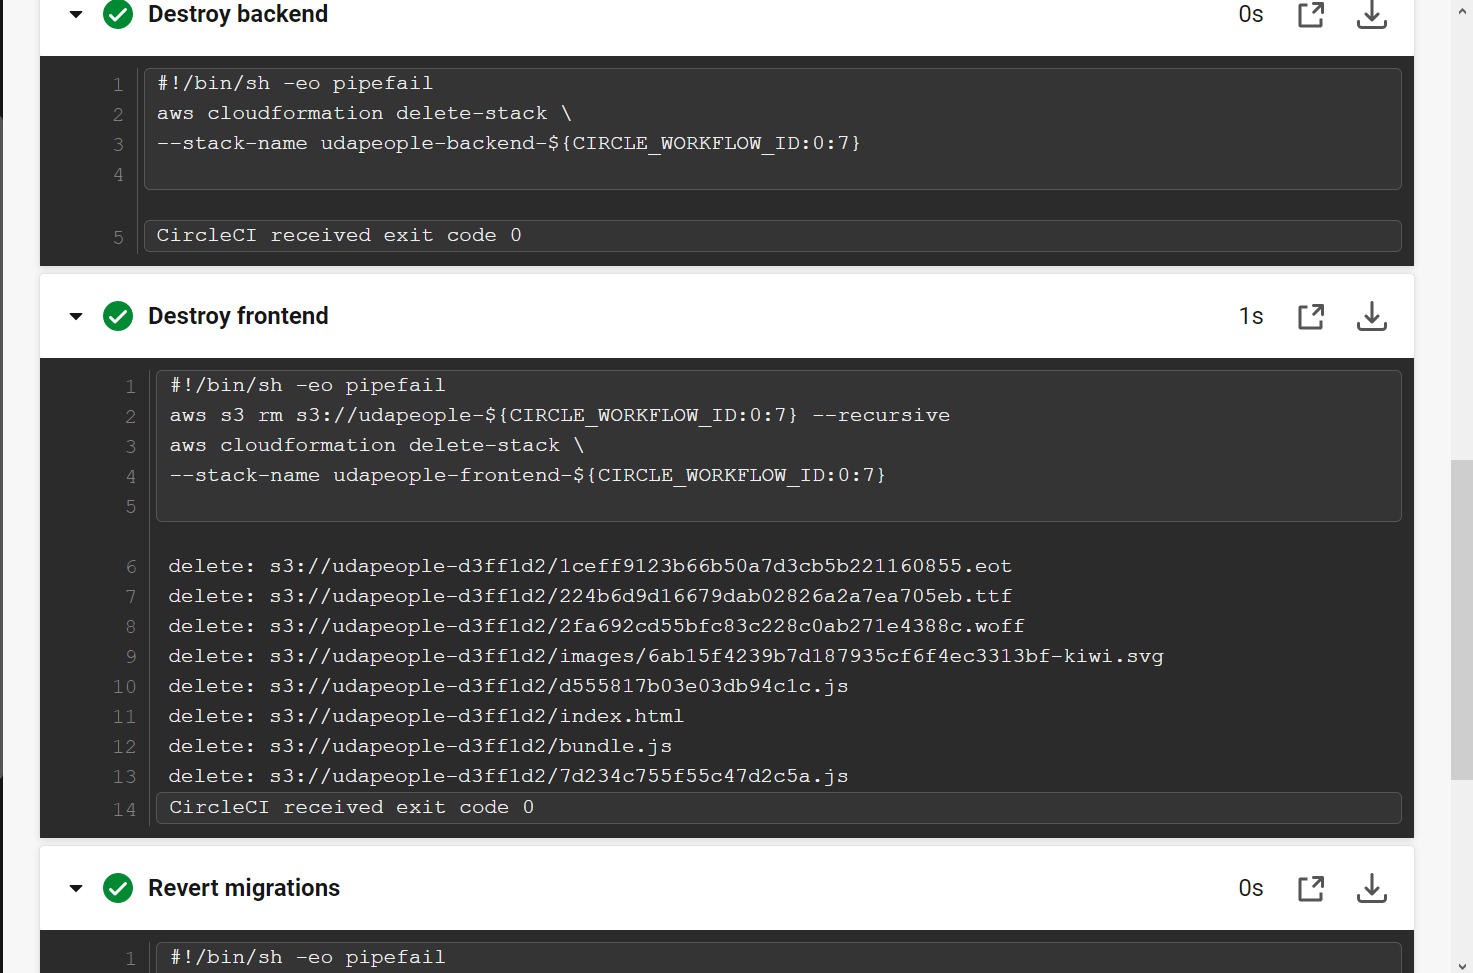 Destroy backend 0s
1 #!/bin/sh -eo pipefail
2 aws cloudformation delete-stack \
3 --stack-name udapeople-backend-${CIRCLE_WORKFLOW_ID:0:7}
4
5 CircleCI received exit code 0
Destroy frontend 1s
1 #!/bin/sh -eo pipefail
2 aws s3 rm s3://udapeople-${CIRCLE_WORKFLOW_ID:0:7} --recursive
3 aws cloudformation delete-stack \
4 --stack-name udapeople-frontend-${CIRCLE_WORKFLOW_ID:0:7}
5
6 delete: s3://udapeople-d3ff1d2/1ceff9123b66b50a7d3cb5b221160855.eot
7 delete: s3://udapeople-d3ff1d2/224b6d9d16679dab02826a2a7ea705eb.ttf
8 delete: s3://udapeople-d3ff1d2/2fa692cd55bfc83c228c0ab271e4388c.woff
9 delete: s3://udapeople-d3ff1d2/images/6ab15f4239b7d187935cf6f4ec3313bf-kiwi.svg
10 delete: s3://udapeople-d3ff1d2/d555817b03e03db94c1c.js
11 delete: s3://udapeople-d3ff1d2/index.html
12 delete: s3://udapeople-d3ff1d2/bundle.js
13 delete: s3://udapeople-d3ff1d2/7d234c755f55c47d2c5a.js
14 CircleCI received exit code 0
Revert migrations 0s
1 #!/bin/sh -eo pipefail